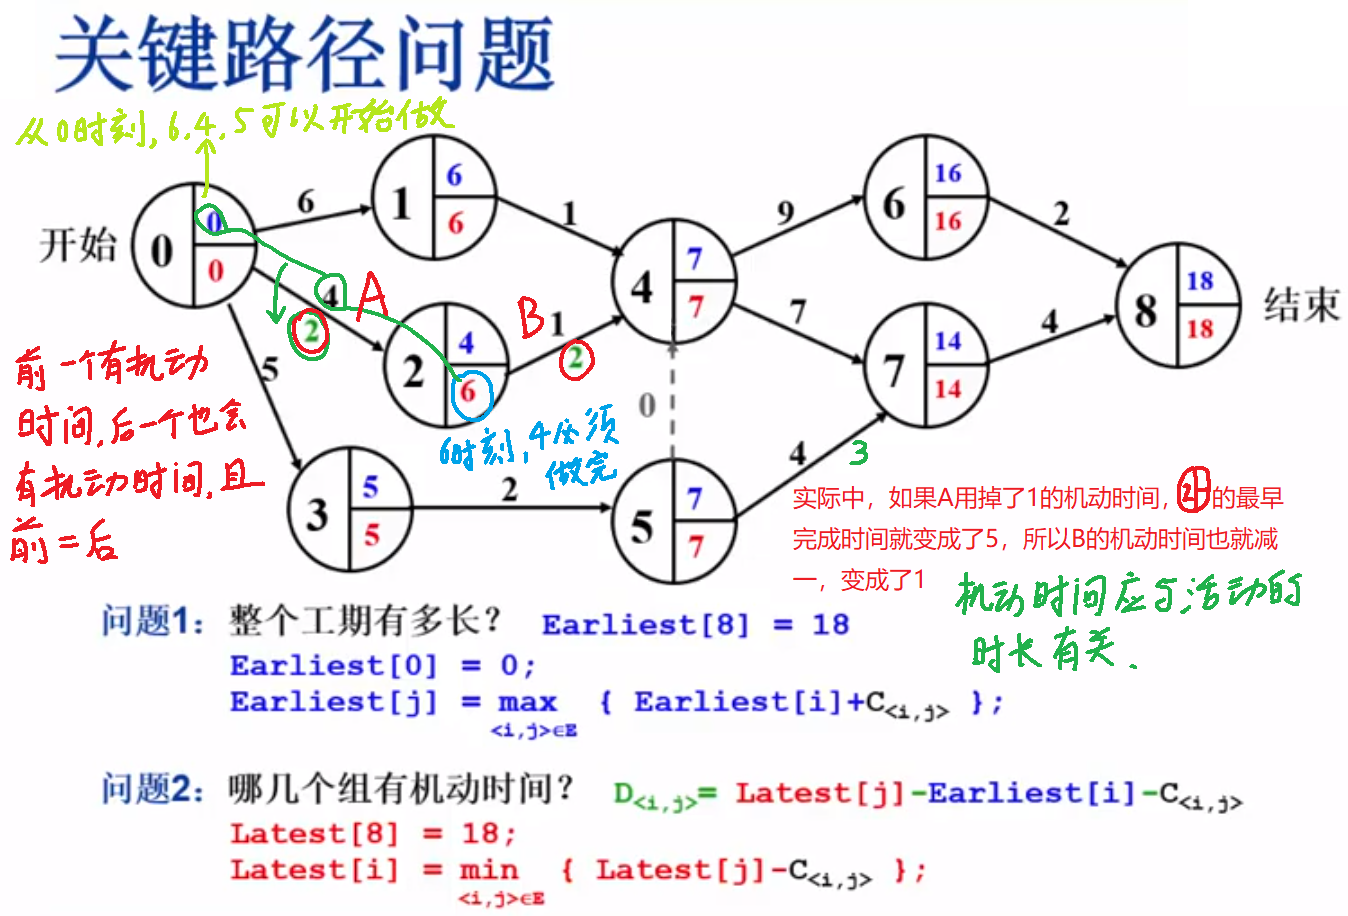 关键路径问题
从0时刻,6.4.5可以开始做
开始
0
0
0
6
1
6
6
1
4
A
2
2
4
6
B
1
2
5
3
5
5
2
5
7
7
0
4
7
7
9
6
16
16
2
7
7
14
14
4
4
3
8
18
18
结束
前一个有机动
时间,后一个也会
有机动时间,且
前=后
6时刻,4必须
做完
实际中，如果A用掉了1的机动时间，2的最早
完成时间就变成了5，所以B的机动时间也就减
一，变成了1
机动时间应与活动的
时长有关.
问题1：整个工期有多长？ Earliest[8] = 18
Earliest[0] = 0;
Earliest[j] = max { Earliest[i]+C<i,j> };
<i,j>∈E
问题2：哪几个组有机动时间？ D<i,j>= Latest[j]-Earliest[i]-C<i,j>
Latest[8] = 18;
Latest[i] = min { Latest[j]-C<i,j> };
<i,j>∈E